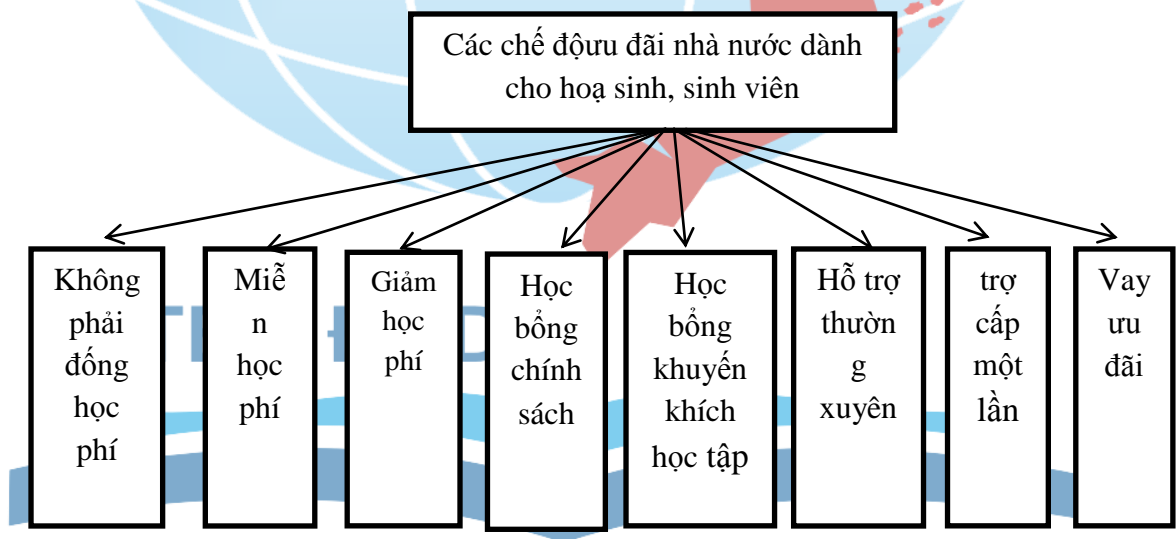 Các chế độưu đãi nhà nước dành
cho hoạ sinh, sinh viên
Không
phải
đống
học
phí
Miễ
n
học
phí
Giảm
học
phí
Học
bổng
chính
sách
Học
bổng
khuyến
khích
học tập
Hỗ trợ
thườn
g
xuyên
trợ
cấp
một
lần
Vay
ưu
đãi